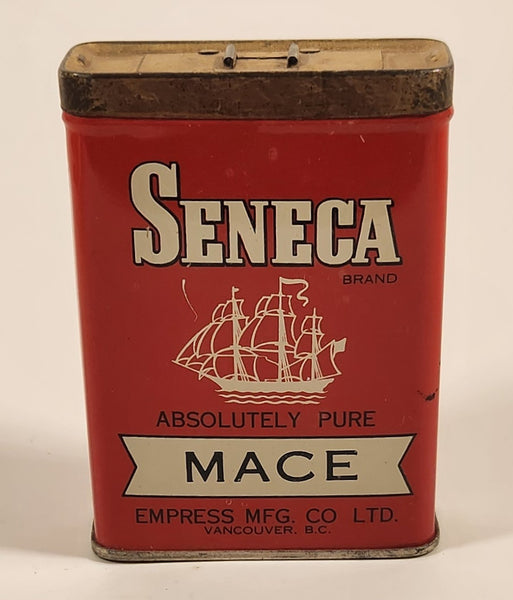 SENECA
BRAND
ABSOLUTELY PURE
MACE
EMPRESS MFG. CO LTD.
VANCOUVER. B.C.